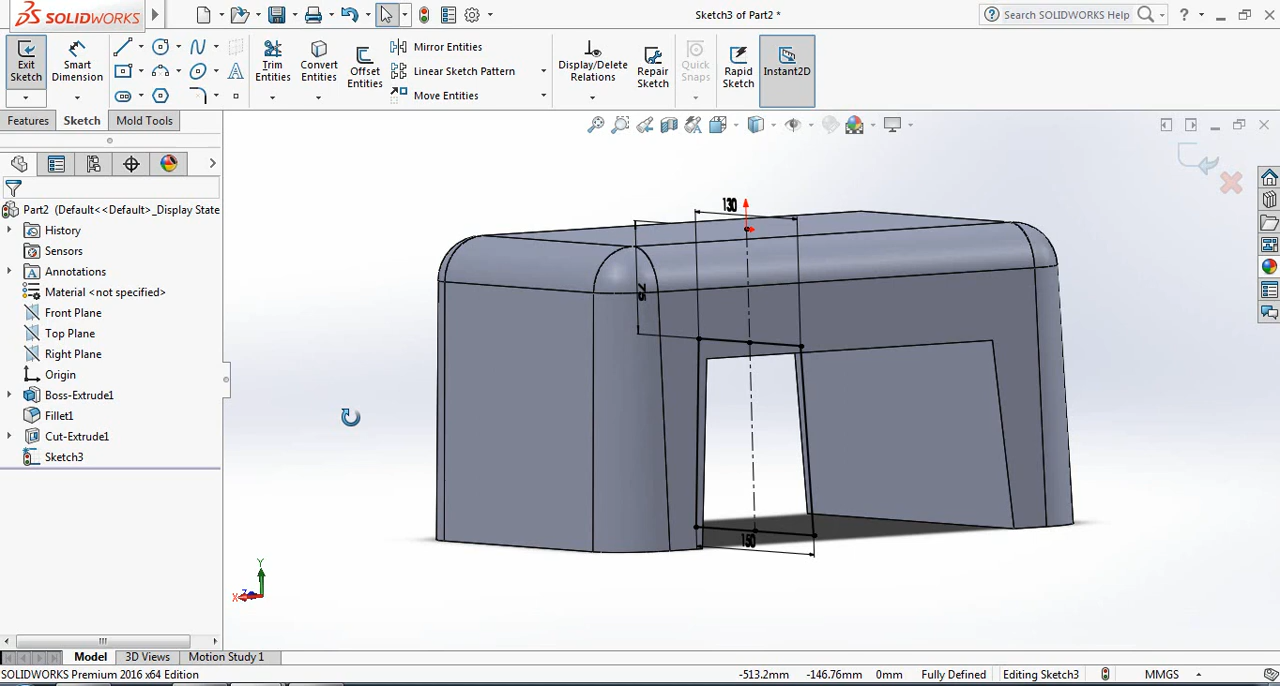 SOLIDWORKS
Sketch3 of Part2 *
Search SOLIDWORKS Help
Exit Sketch
Smart Dimension
Trim Entities
Convert Entities
Offset Entities
Mirror Entities
Linear Sketch Pattern
Move Entities
Display/Delete Relations
Repair Sketch
Quick Snaps
Rapid Sketch
Instant2D
Features
Sketch
Mold Tools
Part2 (Default<<Default>_Display State
History
Sensors
Annotations
Material <not specified>
Front Plane
Top Plane
Right Plane
Origin
Boss-Extrude1
Fillet1
Cut-Extrude1
Sketch3
130
75
150
Y
X
Z
Model
3D Views
Motion Study 1
SOLIDWORKS Premium 2016 x64 Edition
-513.2mm
-146.76mm
0mm
Fully Defined
Editing Sketch3
MMGS